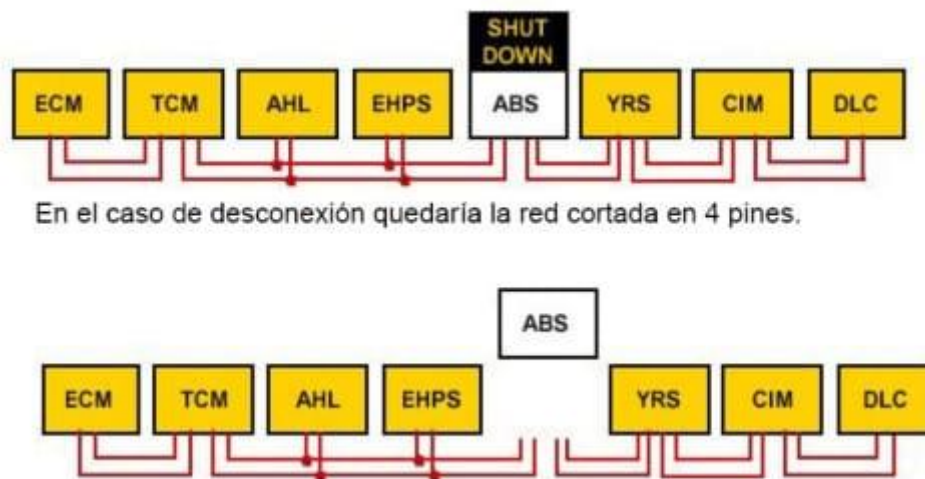 SHUT
DOWN
ECM TCM AHL EHPS ABS YRS CIM DLC
En el caso de desconexión quedaría la red cortada en 4 pines.
ABS
ECM TCM AHL EHPS YRS CIM DLC